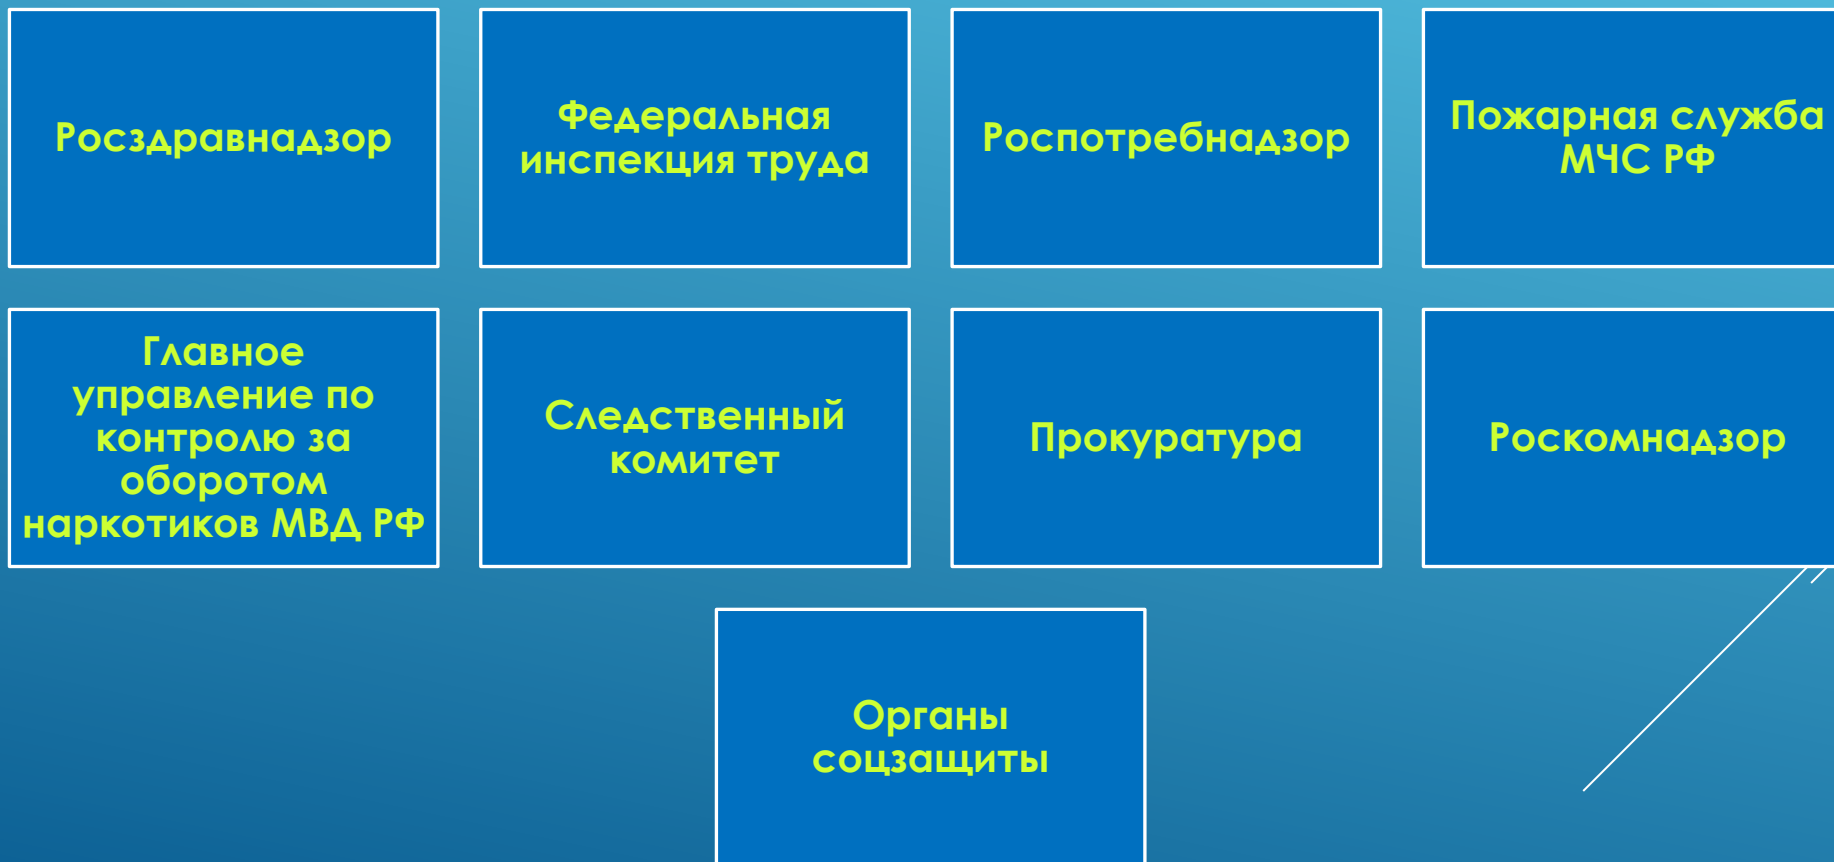 Росздравнадзор
Федеральная
инспекция труда
Роспотребнадзор
Пожарная служба
МЧС РФ
Главное
управление по
контролю за
оборотом
наркотиков МВД РФ
Следственный
комитет
Прокуратура
Роскомнадзор
Органы
соцзащиты